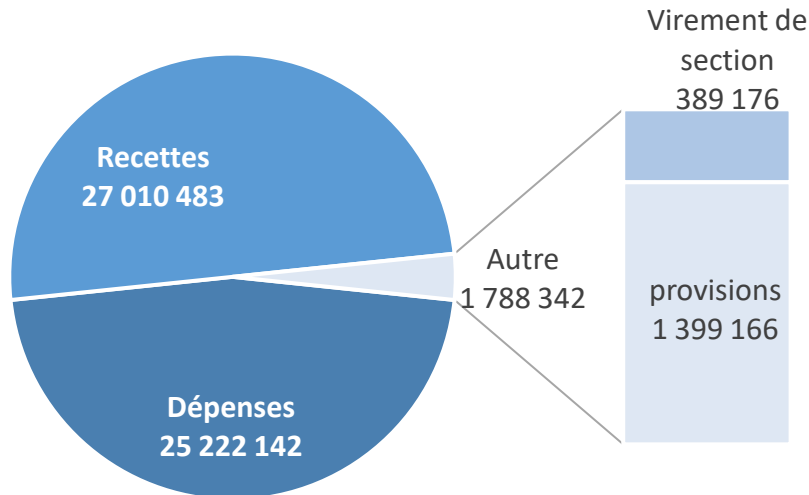 Virement de
section
389 176
Recettes
27 010 483
Autre
1 788 342
provisions
1 399 166
Dépenses
25 222 142